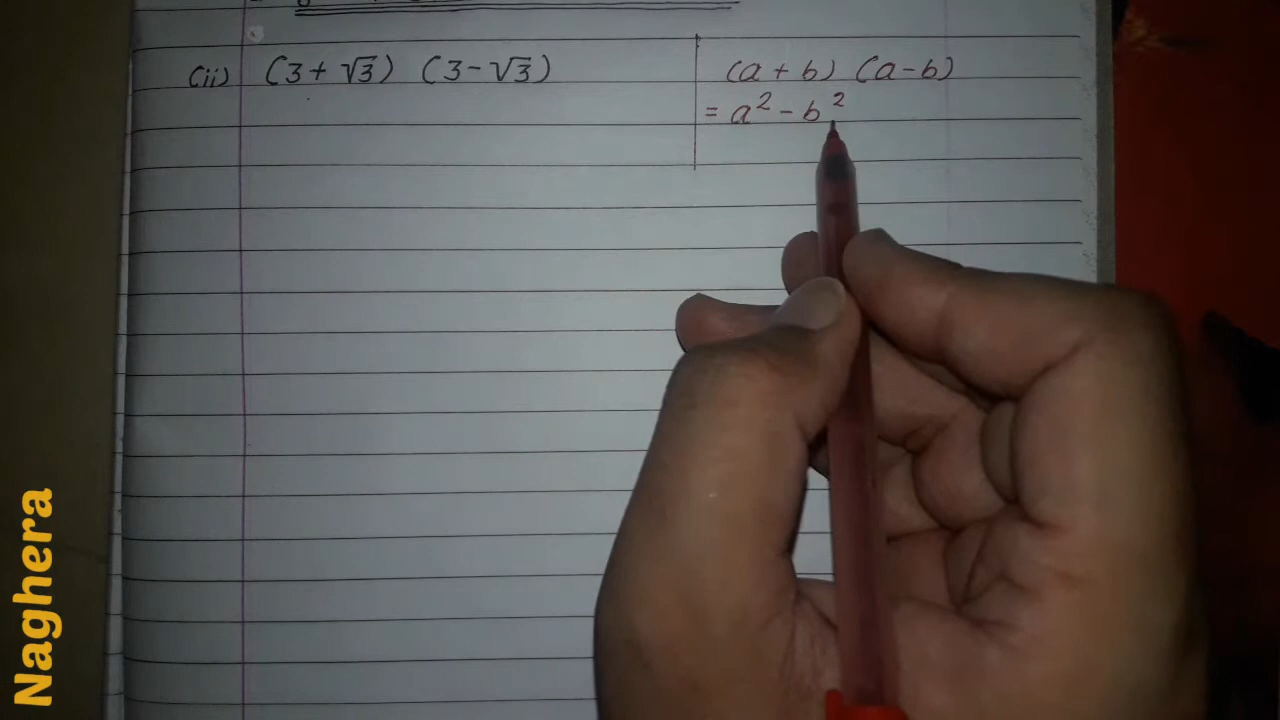 (ii) (3 + √3) (3 - √3)
(a + b) (a - b)
= a² - b²
Naghera